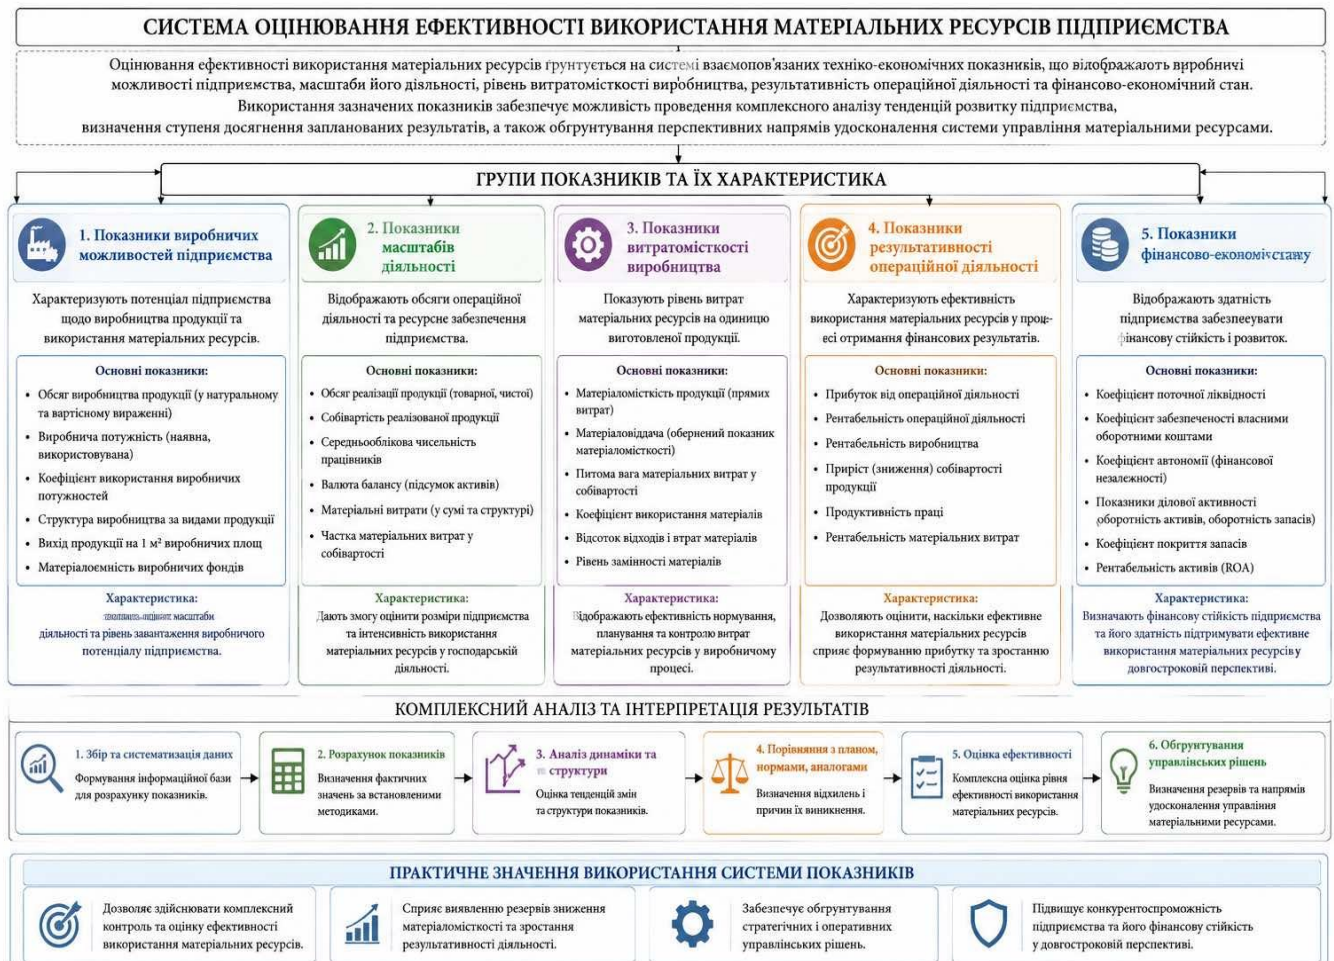 СИСТЕМА ОЦІНЮВАННЯ ЕФЕКТИВНОСТІ ВИКОРИСТАННЯ МАТЕРІАЛЬНИХ РЕСУРСІВ ПІДПРИЄМСТВА
Оцінювання ефективності використання матеріальних ресурсів ґрунтується на системі взаємопов'язаних техніко-економічних показників, що відображають виробничі
можливості підприємства, масштаби його діяльності, рівень витратомісткості виробництва, результативність операційної діяльності та фінансово-економічний стан.
Використання зазначених показників забезпечує можливість проведення комплексного аналізу тенденцій розвитку підприємства,
визначення ступеня досягнення запланованих результатів, а також обґрунтування перспективних напрямів удосконалення системи управління матеріальними ресурсами.
ГРУПИ ПОКАЗНИКІВ ТА ЇХ ХАРАКТЕРИСТИКА
1. Показники виробничих
можливостей підприємства
Характеризують потенціал підприємства
щодо виробництва продукції та
використання матеріальних ресурсів.
Основні показники:
• Обсяг виробництва продукції (у натуральному
та вартісному вираженні)
• Виробнича потужність (наявна,
використовувана)
• Коефіцієнт використання виробничих
потужностей
• Структура виробництва за видами продукції
• Вихід продукції на 1 м² виробничих площ
• Матеріалоємність виробничих фондів
Характеристика:
масштаби
діяльності та рівень завантаження виробничого
потенціалу підприємства.
2. Показники
масштабів
діяльності
Відображають обсяги операційної
діяльності та ресурсне забезпечення
підприємства.
Основні показники:
• Обсяг реалізації продукції (товарної, чистої)
• Собівартість реалізованої продукції
• Середньооблікова чисельність
працівників
• Валюта балансу (підсумок активів)
• Матеріальні витрати (у сумі та структурі)
• Частка матеріальних витрат у
собівартості
Характеристика:
Дають змогу оцінити розміри підприємства
та інтенсивність використання
матеріальних ресурсів у господарській
діяльності.
3. Показники
витратомісткості
виробництва
Показують рівень витрат
матеріальних ресурсів на одиницю
виготовленої продукції.
Основні показники:
• Матеріаломісткість продукції (прямих
витрат)
• Матеріаловіддача (обернений показник
матеріаломісткості)
• Питома вага матеріальних витрат у
собівартості
• Коефіцієнт використання матеріалів
• Відсоток відходів і втрат матеріалів
• Рівень замінності матеріалів
Характеристика:
Відображають ефективність нормування,
планування та контролю витрат
матеріальних ресурсів у виробничому
процесі.
4. Показники
результативності
операційної діяльності
Характеризують ефективність
використання матеріальних ресурсів у проце-
есі отримання фінансових результатів.
Основні показники:
• Прибуток від операційної діяльності
• Рентабельність операційної діяльності
• Рентабельність виробництва
• Приріст (зниження) собівартості
продукції
• Продуктивність праці
• Рентабельність матеріальних витрат
Характеристика:
Дозволяють оцінити, наскільки ефективне
використання матеріальних ресурсів
сприяє формуванню прибутку та зростанню
результативності діяльності.
5. Показники
фінансово-економістану
Відображають здатність
підприємства забезпеувати
фінансову стійкість і розвиток.
Основні показники:
• Коефіцієнт поточної ліквідності
• Коефіцієнт забезпеченості власними
оборотними коштами
• Коефіцієнт автономії (фінансової
незалежності)
• Показники ділової активності
(оборотність активів, оборотність запасів)
• Коефіцієнт покриття запасів
• Рентабельність активів (ROA)
Характеристика:
Визначають фінансову стійкість підприємства
та його здатність підтримувати ефективне
використання матеріальних ресурсів у
довгостроковій перспективі.
КОМПЛЕКСНИЙ АНАЛІЗ ТА ІНТЕРПРЕТАЦІЯ РЕЗУЛЬТАТІВ
1. Збір та систематизація даних
Формування інформаційної бази
для розрахунку показників.
2. Розрахунок показників
Визначення фактичних
значень за встановленими
методиками.
3. Аналіз динаміки та
структури
Оцінка тенденцій змін
та структури показників.
4. Порівняння з планом,
нормами, аналогами
Визначення відхилень і
причин їх виникнення.
5. Оцінка ефективності
Комплексна оцінка рівня
ефективності використання
матеріальних ресурсів.
6. Обґрунтування
управлінських рішень
Визначення резервів та напрямів
удосконалення управління
матеріальними ресурсами.
ПРАКТИЧНЕ ЗНАЧЕННЯ ВИКОРИСТАННЯ СИСТЕМИ ПОКАЗНИКІВ
Дозволяє здійснювати комплексний
контроль та оцінку ефективності
використання матеріальних ресурсів.
Сприяє виявленню резервів зниження
матеріаломісткості та зростання
результативності діяльності.
Забезпечує обґрунтування
стратегічних і оперативних
управлінських рішень.
Підвищує конкурентоспроможність
підприємства та його фінансову стійкість
у довгостроковій перспективі.